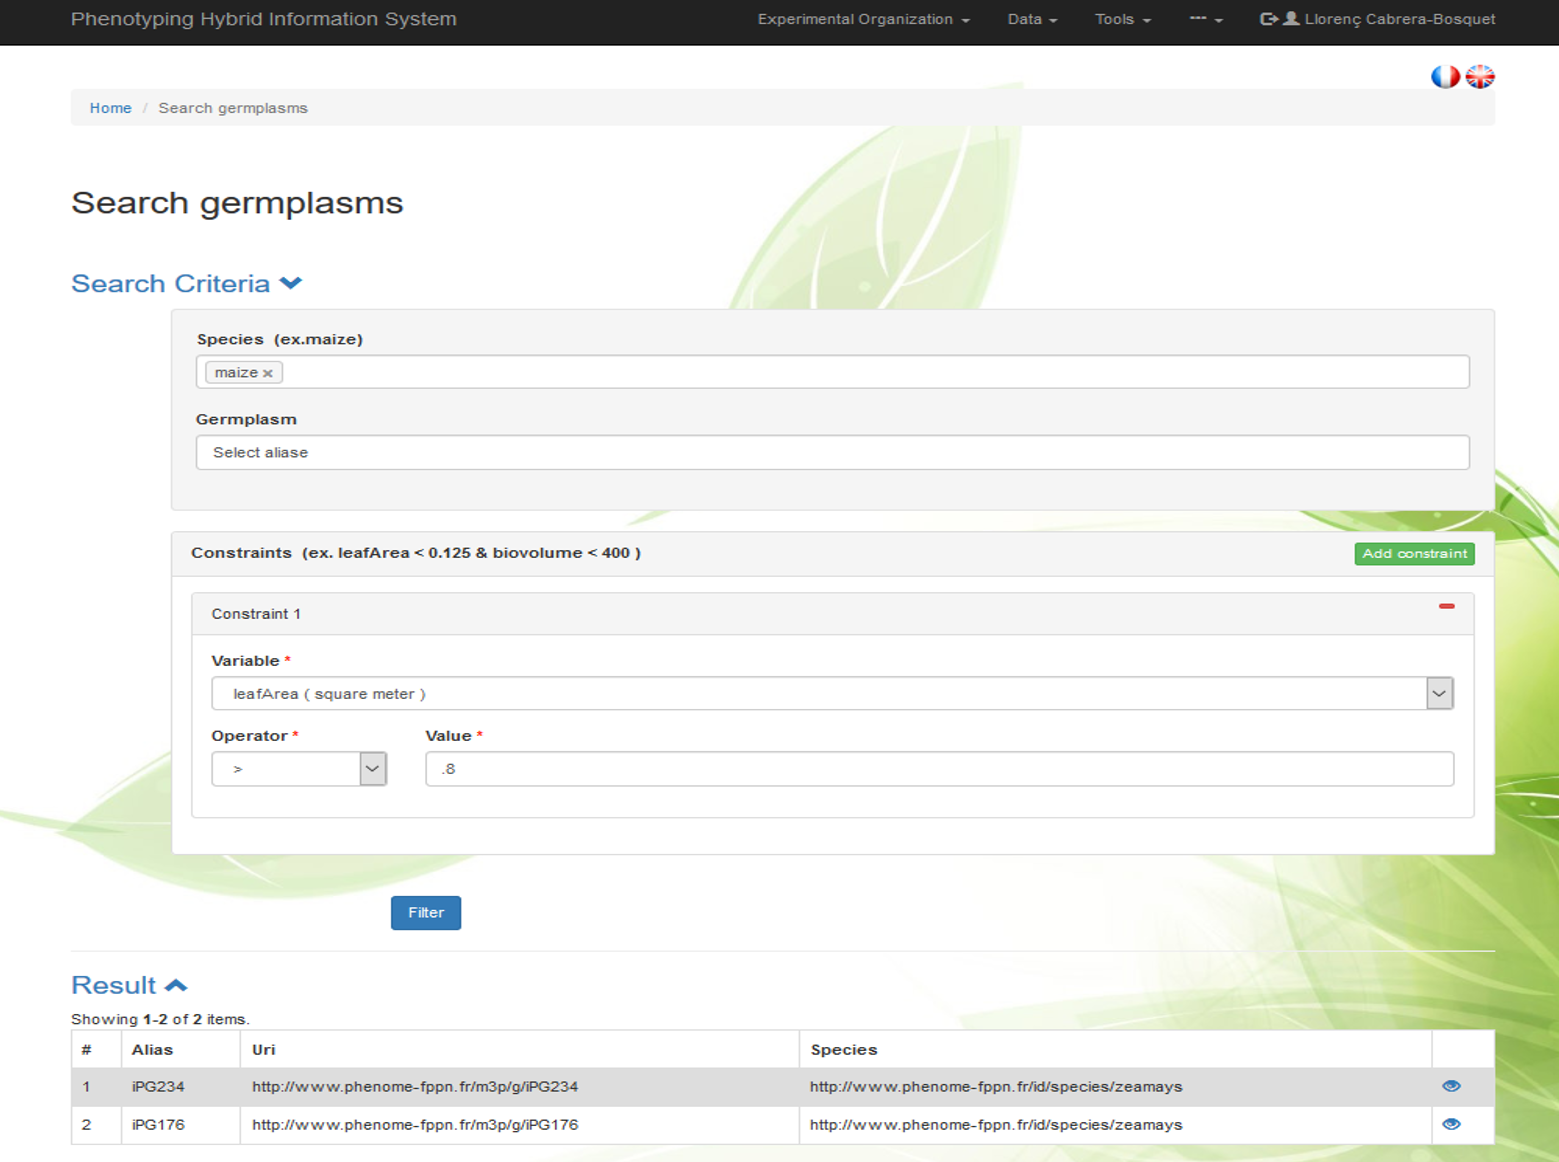 Phenotyping Hybrid Information System Experimental Organization Data Tools --- Llorenç Cabrera-Bosquet
Home / Search germplasms
Search germplasms
Search Criteria
Species (ex.maize)
maize ×
Germplasm
Select aliase
Constraints (ex. leafArea < 0.125 & biovolume < 400 ) Add constraint
Constraint 1
Variable *
leafArea ( square meter )
Operator * Value *
> .8
Filter
Result
Showing 1-2 of 2 items.
# Alias Uri Species
1 iPG234 http://www.phenome-fppn.fr/m3p/g/iPG234 http://www.phenome-fppn.fr/id/species/zeamays
2 iPG176 http://www.phenome-fppn.fr/m3p/g/iPG176 http://www.phenome-fppn.fr/id/species/zeamays